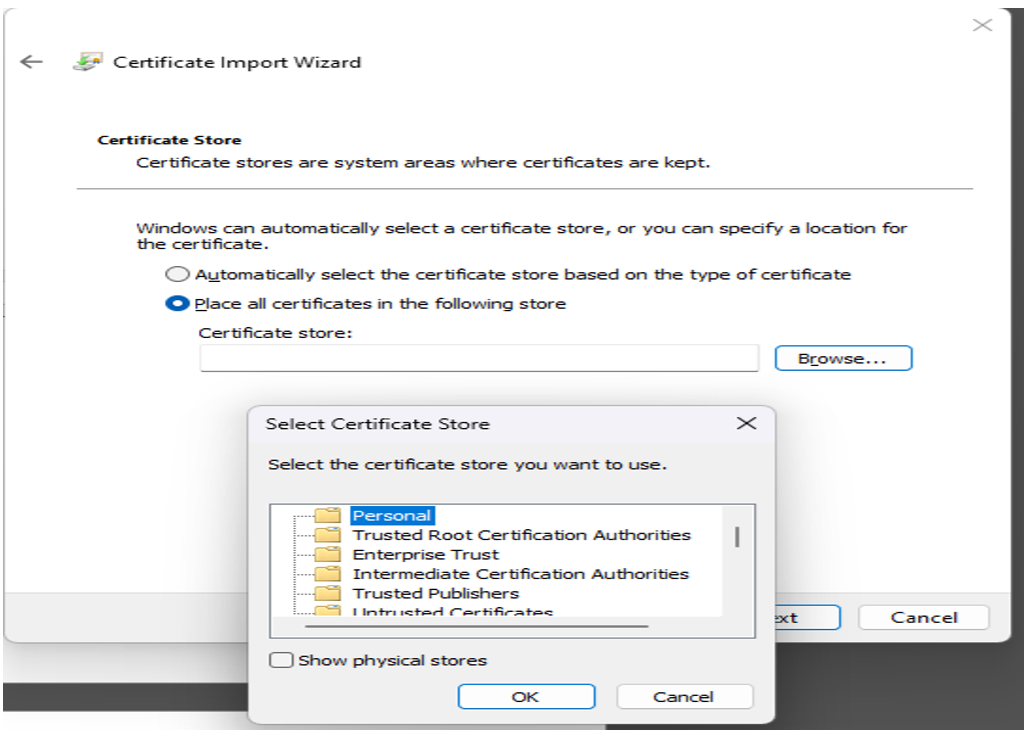 Certificate Import Wizard
Certificate Store
Certificate stores are system areas where certificates are kept.
Windows can automatically select a certificate store, or you can specify a location for
the certificate.
Automatically select the certificate store based on the type of certificate
Place all certificates in the following store
Certificate store:
Browse...
Select Certificate Store
Select the certificate store you want to use.
Personal
Trusted Root Certification Authorities
Enterprise Trust
Intermediate Certification Authorities
Trusted Publishers
Untrusted Certificates
ext
Cancel
Show physical stores
OK
Cancel